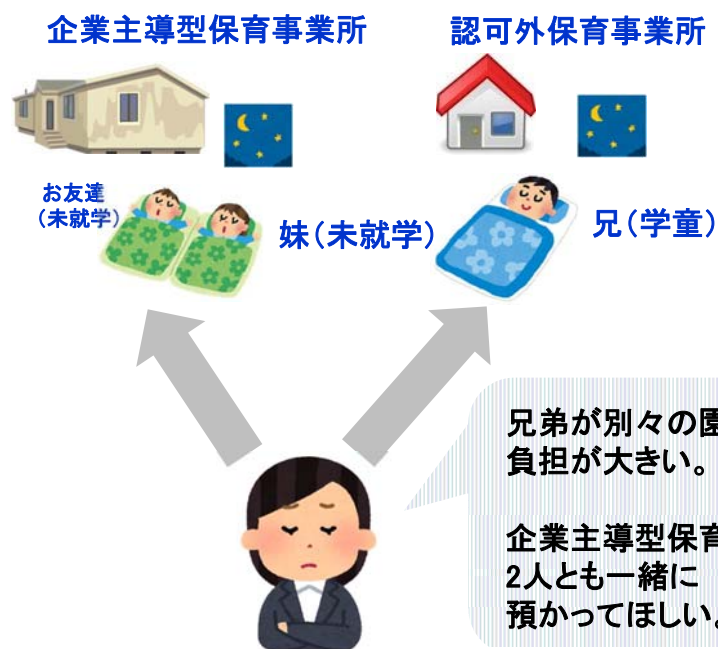 企業主導型保育事業所
認可外保育事業所
お友達
(未就学)
妹(未就学)
兄(学童)
兄弟が別々の園
負担が大きい。
企業主導型保育
2人とも一緒に
預かってほしい。